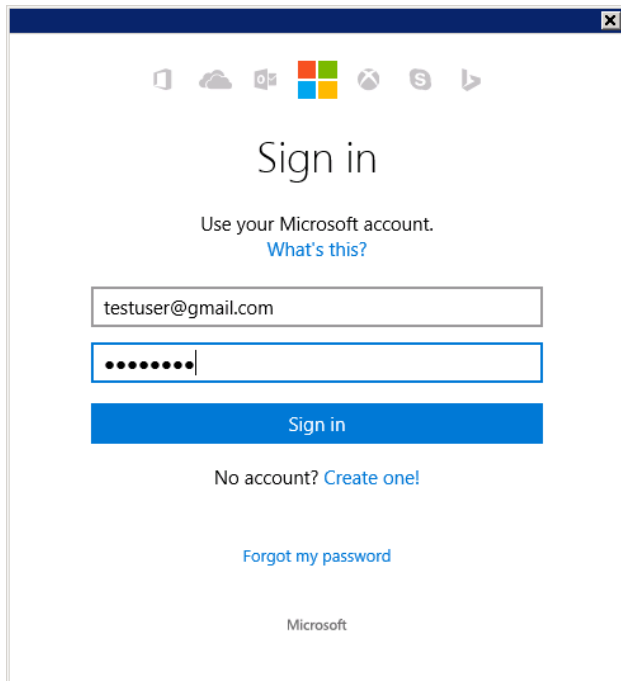 Sign in
Use your Microsoft account.
What's this?
testuser@gmail.com
••••••••
Sign in
No account? Create one!
Forgot my password
Microsoft